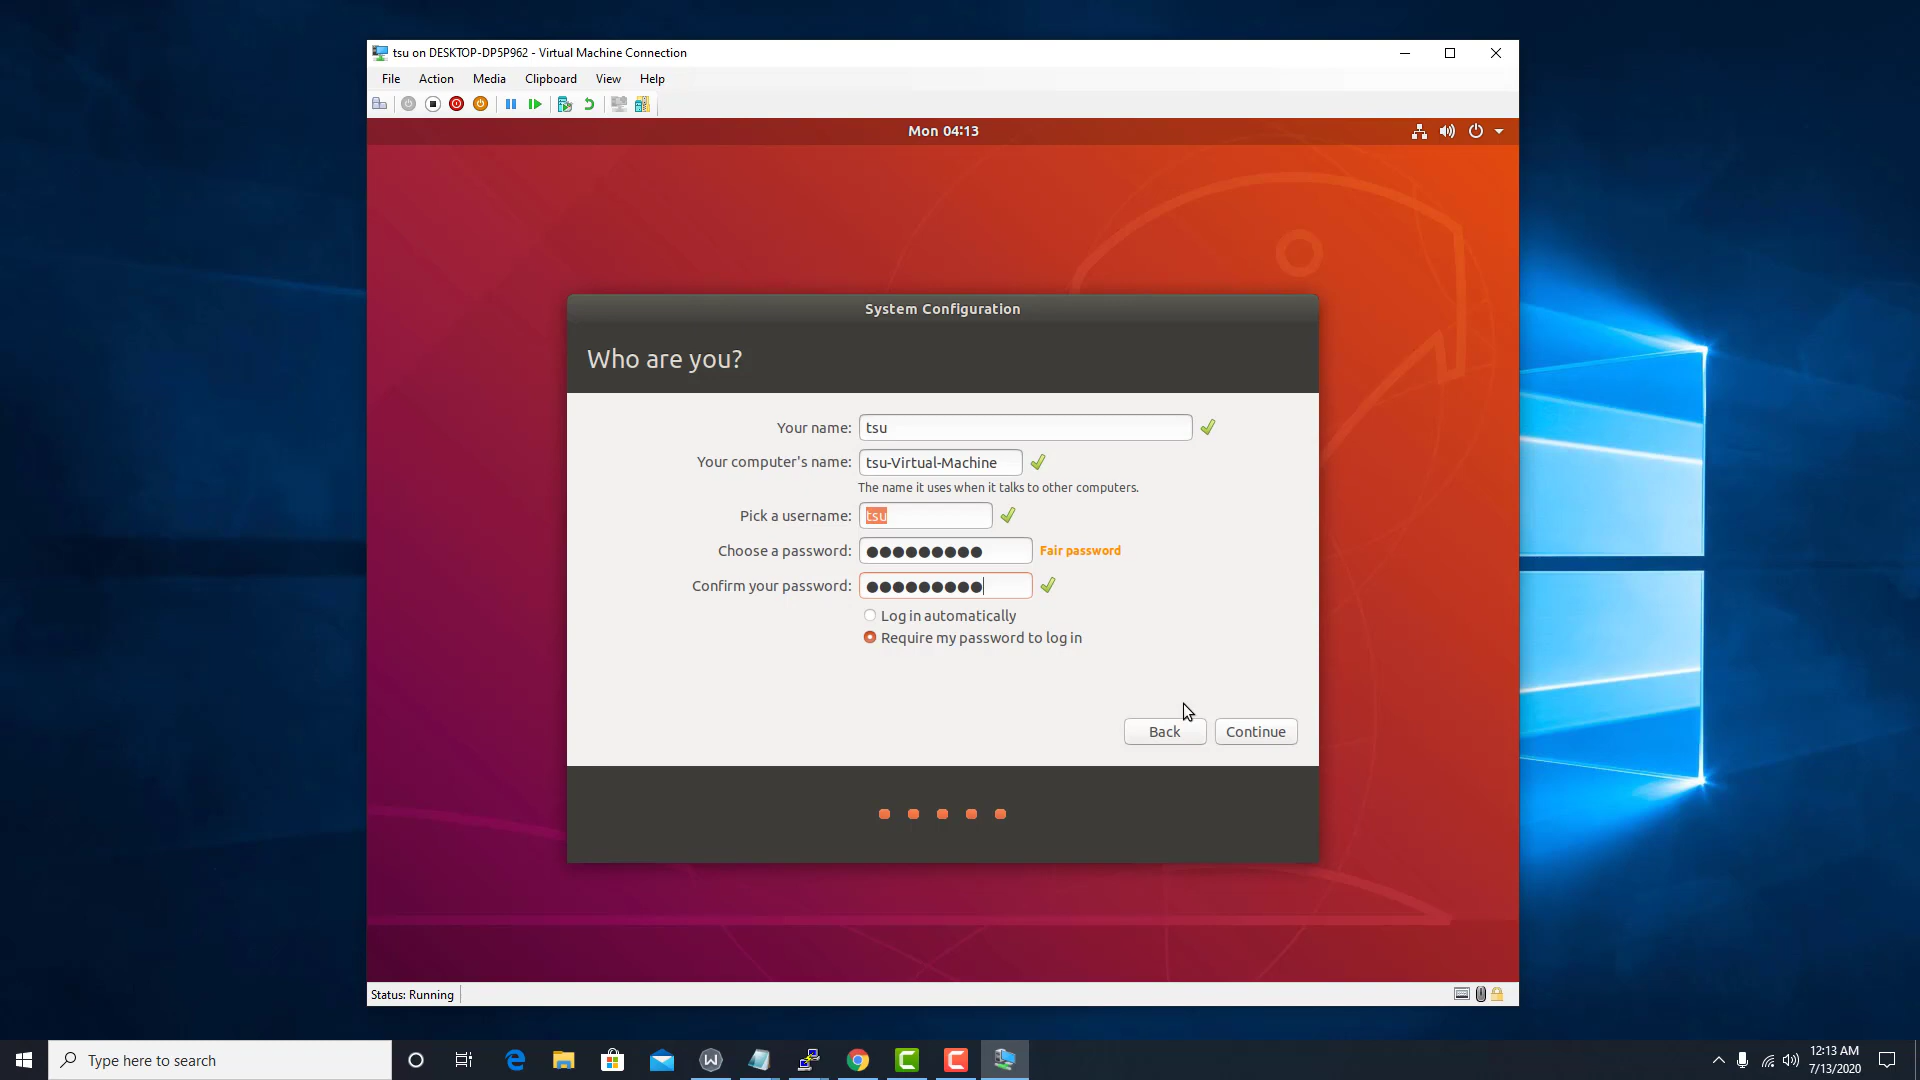 tsu on DESKTOP-DP5P962 - Virtual Machine Connection
File Action Media Clipboard View Help
Mon 04:13
System Configuration
Who are you?
Your name: tsu
Your computer's name: tsu-Virtual-Machine
The name it uses when it talks to other computers.
Pick a username: tsu
Choose a password: ●●●●●●●●● Fair password
Confirm your password: ●●●●●●●●●
Log in automatically
Require my password to log in
Back Continue
Status: Running
Type here to search
12:13 AM
7/13/2020